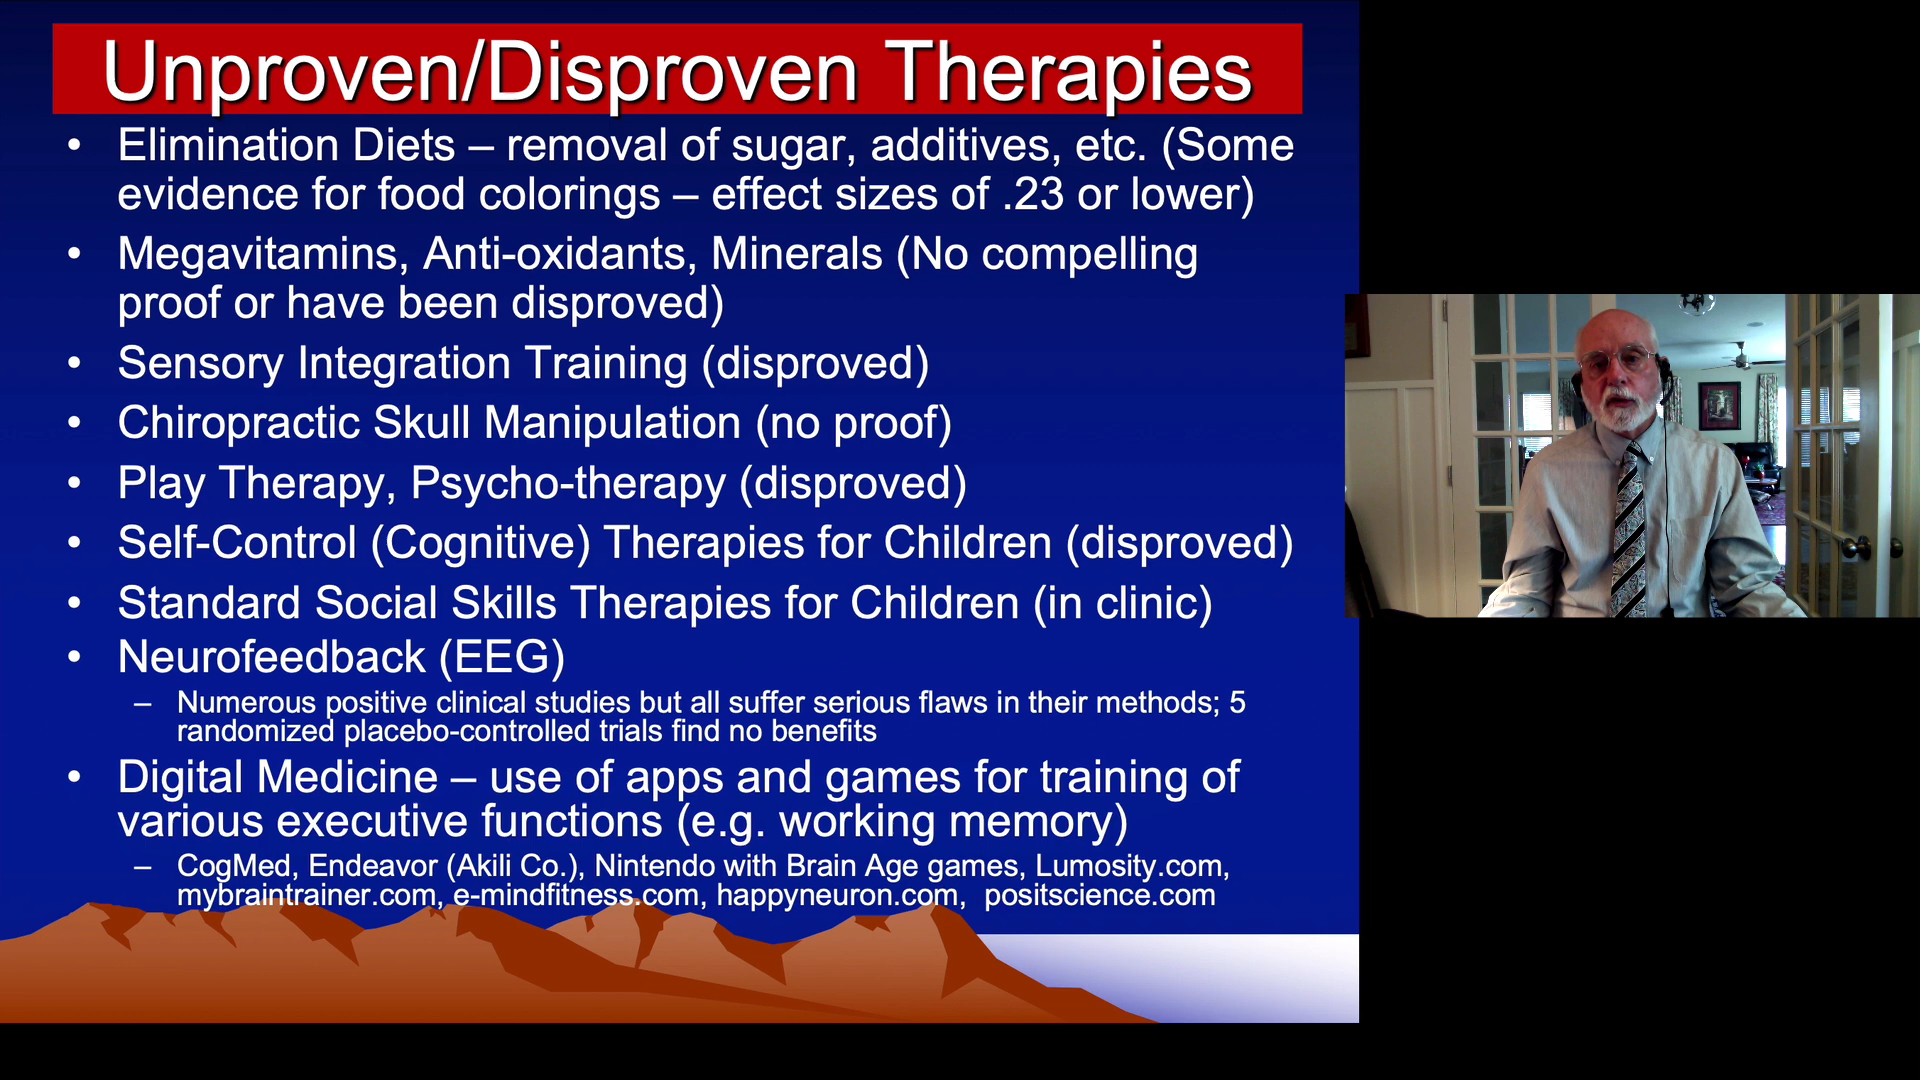 Unproven/Disproven Therapies
• Elimination Diets – removal of sugar, additives, etc. (Some
evidence for food colorings – effect sizes of .23 or lower)
• Megavitamins, Anti-oxidants, Minerals (No compelling
proof or have been disproved)
• Sensory Integration Training (disproved)
• Chiropractic Skull Manipulation (no proof)
• Play Therapy, Psycho-therapy (disproved)
• Self-Control (Cognitive) Therapies for Children (disproved)
• Standard Social Skills Therapies for Children (in clinic)
• Neurofeedback (EEG)
– Numerous positive clinical studies but all suffer serious flaws in their methods; 5
randomized placebo-controlled trials find no benefits
• Digital Medicine – use of apps and games for training of
various executive functions (e.g. working memory)
– CogMed, Endeavor (Akili Co.), Nintendo with Brain Age games, Lumosity.com,
mybraintrainer.com, e-mindfitness.com, happyneuron.com, positscience.com